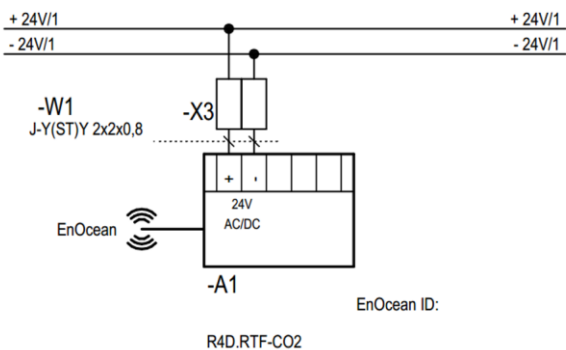 + 24V/1 + 24V/1
- 24V/1 - 24V/1
-W1
-X3
J-Y(ST)Y 2x2x0,8
+ -
24V
AC/DC
EnOcean
-A1
EnOcean ID:
R4D.RTF-CO2